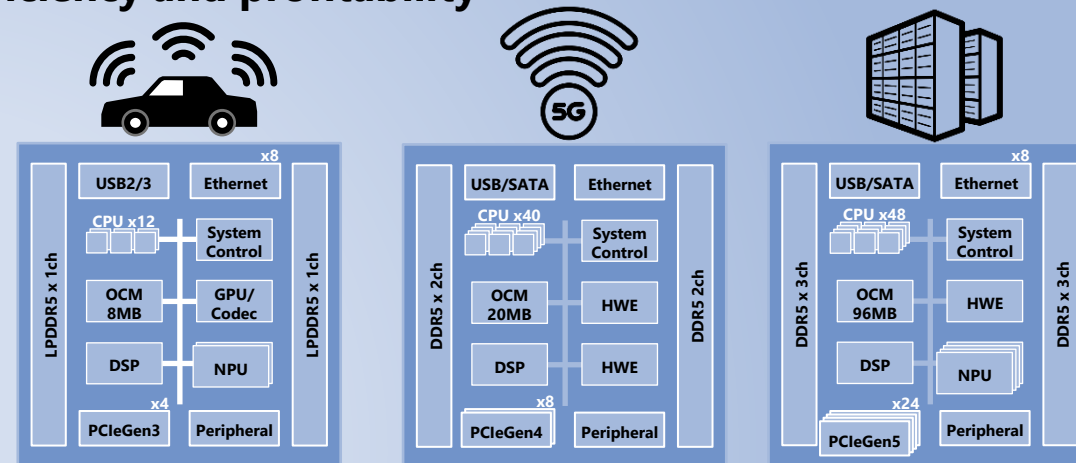 ciency and profitability
5G
x8
USB2/3
Ethernet
CPU x12
System
Control
LPDDR5 x 1ch
OCM
8MB
GPU/
Codec
LPDDR5 x 1ch
DSP
NPU
x4
PCIeGen3
Peripheral
USB/SATA
Ethernet
CPU x40
System
Control
DDR5 x 2ch
OCM
20MB
HWE
DDR5 2ch
DSP
HWE
x8
PCIeGen4
Peripheral
x8
USB/SATA
Ethernet
CPU x48
System
Control
DDR5 x 3ch
OCM
96MB
HWE
DDR5 x 3ch
DSP
NPU
x24
PCIeGen5
Peripheral